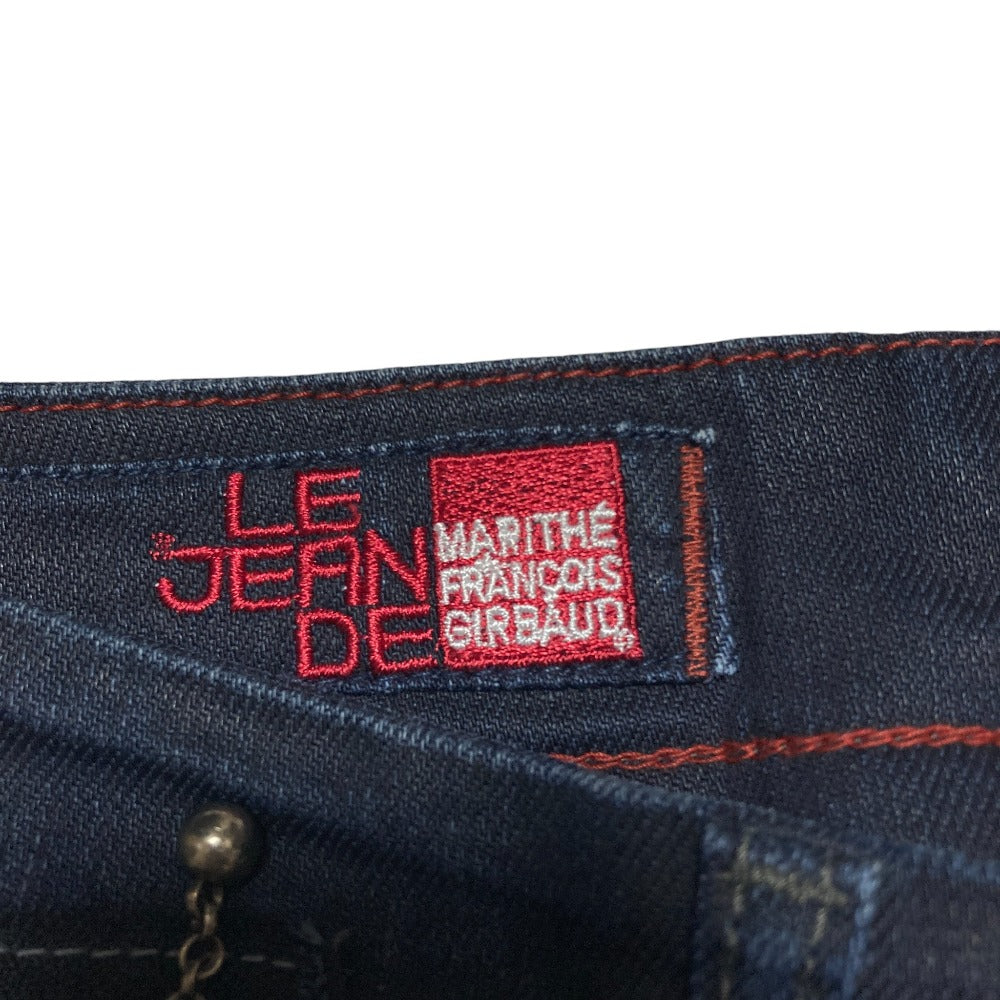 LE
JEAN
DE
MARITHÉ
FRANÇOIS
GIRBAUD